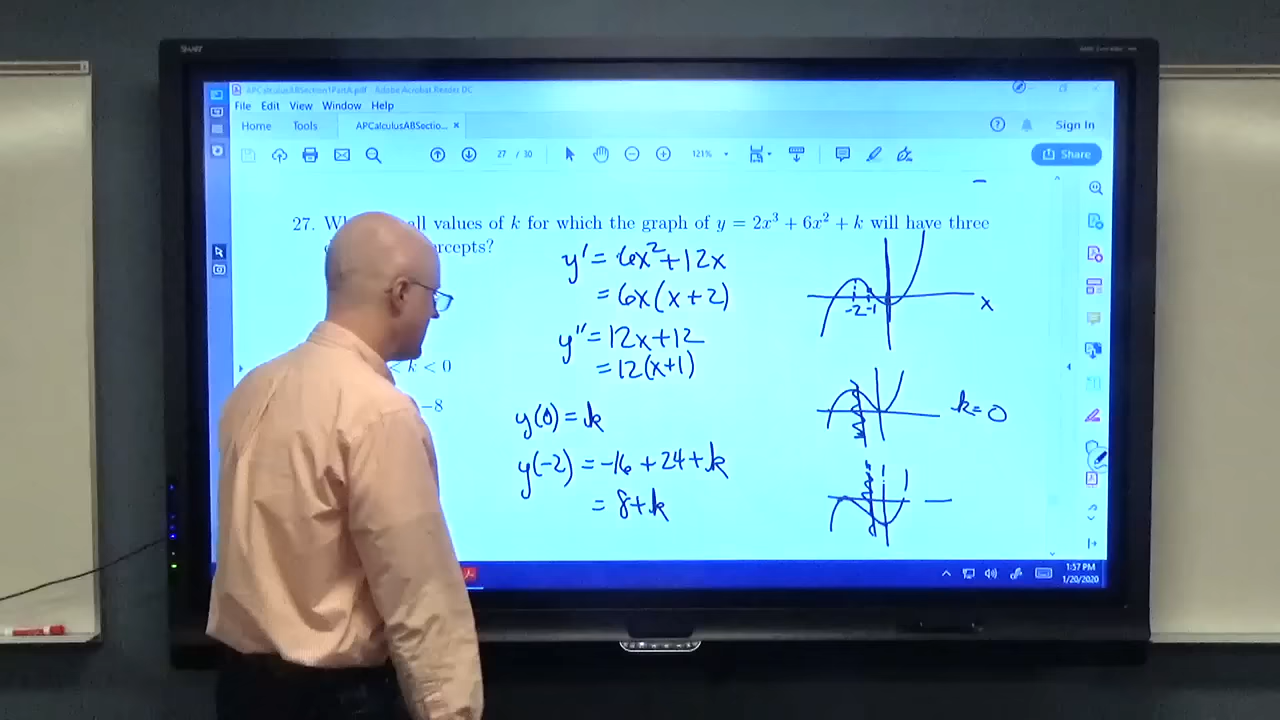 SMART
APCalculusABSection1PartA.pdf - Adobe Acrobat Reader DC
File Edit View Window Help
Home Tools APCalculusABSectio... × Sign In
27 / 30 121% Share
27. all values of k for which the graph of y = 2x³ + 6x² + k will have three
y' = 6x² + 12x
= 6x(x + 2)
y'' = 12x + 12
= 12(x+1)
-2 -1 x
< k < 0
k = 0
-8
y(0) = k
y(-2) = -16 + 24 + k
= 8 + k
1:57 PM
1/20/2020